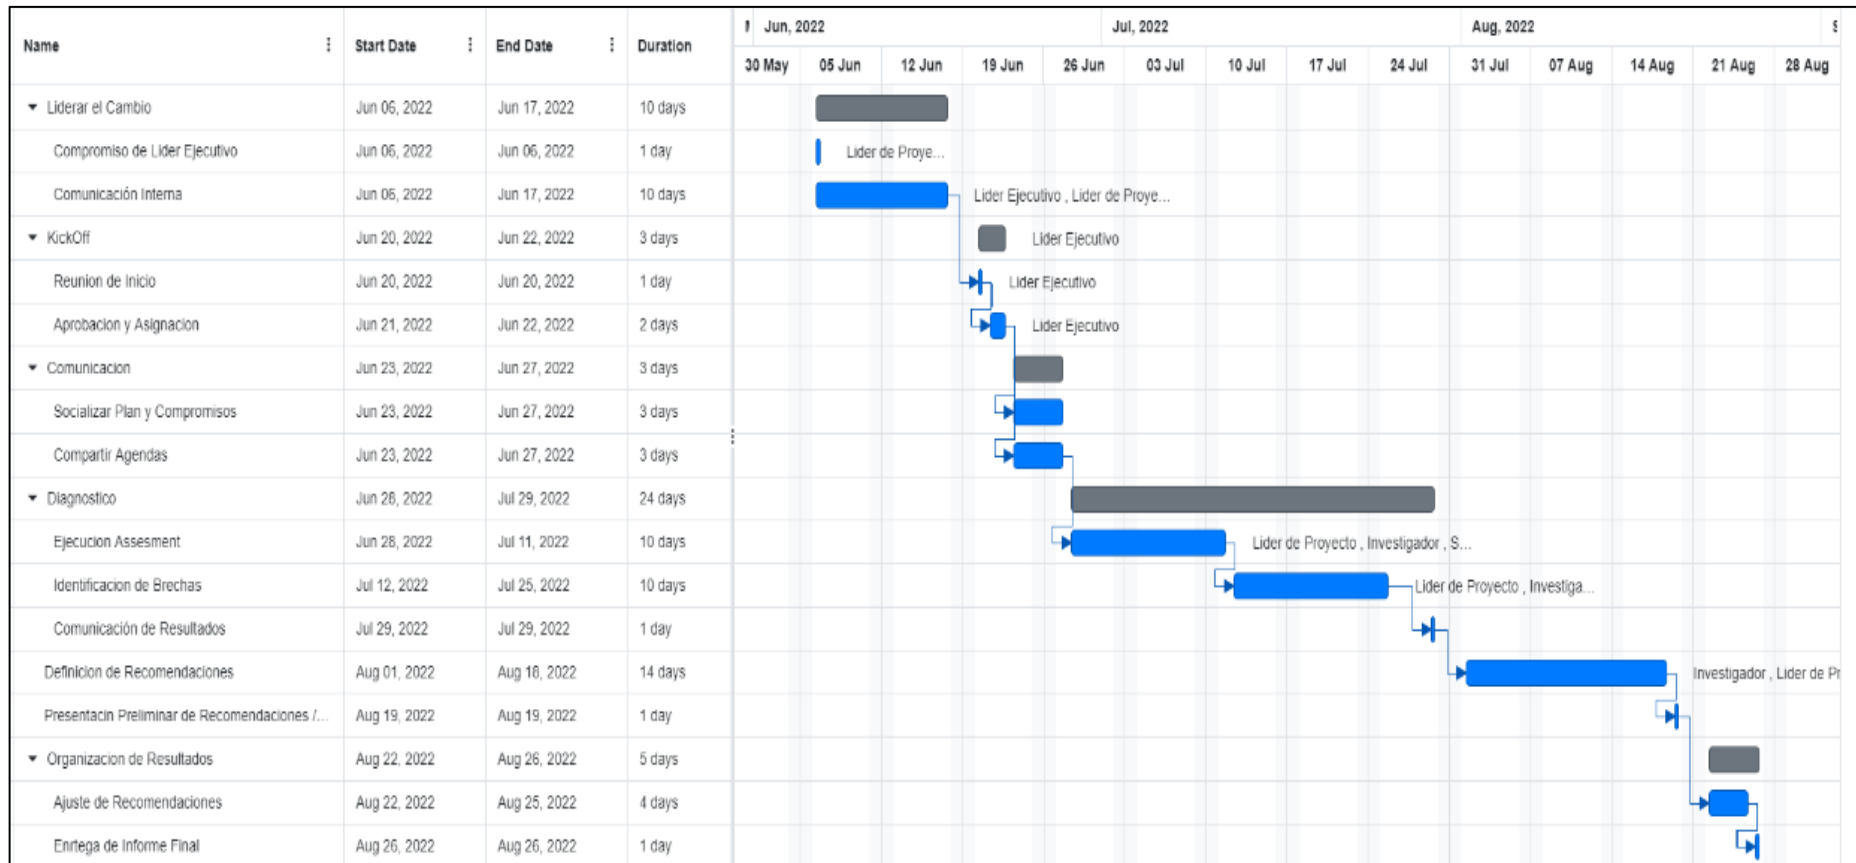 Name Start Date End Date Duration
M Jun, 2022 Jul, 2022 Aug, 2022 S
30 May 05 Jun 12 Jun 19 Jun 26 Jun 03 Jul 10 Jul 17 Jul 24 Jul 31 Jul 07 Aug 14 Aug 21 Aug 28 Aug
Liderar el Cambio Jun 06, 2022 Jun 17, 2022 10 days
Compromiso de Lider Ejecutivo Jun 06, 2022 Jun 06, 2022 1 day Lider de Proye...
Comunicación Interna Jun 06, 2022 Jun 17, 2022 10 days Lider Ejecutivo , Lider de Proye...
KickOff Jun 20, 2022 Jun 22, 2022 3 days Lider Ejecutivo
Reunion de Inicio Jun 20, 2022 Jun 20, 2022 1 day Lider Ejecutivo
Aprobacion y Asignacion Jun 21, 2022 Jun 22, 2022 2 days Lider Ejecutivo
Comunicacion Jun 23, 2022 Jun 27, 2022 3 days
Socializar Plan y Compromisos Jun 23, 2022 Jun 27, 2022 3 days
Compartir Agendas Jun 23, 2022 Jun 27, 2022 3 days
Diagnostico Jun 28, 2022 Jul 29, 2022 24 days
Ejecucion Assesment Jun 28, 2022 Jul 11, 2022 10 days Lider de Proyecto , Investigador , S...
Identificacion de Brechas Jul 12, 2022 Jul 25, 2022 10 days Lider de Proyecto , Investiga...
Comunicación de Resultados Jul 29, 2022 Jul 29, 2022 1 day
Definicion de Recomendaciones Aug 01, 2022 Aug 18, 2022 14 days Investigador , Lider de Pr
Presentacin Preliminar de Recomendaciones /... Aug 19, 2022 Aug 19, 2022 1 day
Organizacion de Resultados Aug 22, 2022 Aug 26, 2022 5 days
Ajuste de Recomendaciones Aug 22, 2022 Aug 25, 2022 4 days
Enrtega de Informe Final Aug 26, 2022 Aug 26, 2022 1 day